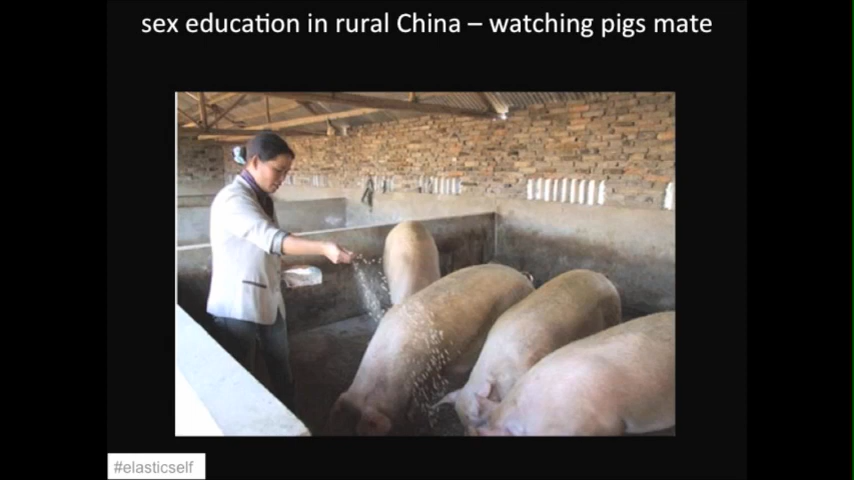 sex education in rural China – watching pigs mate
#elasticself